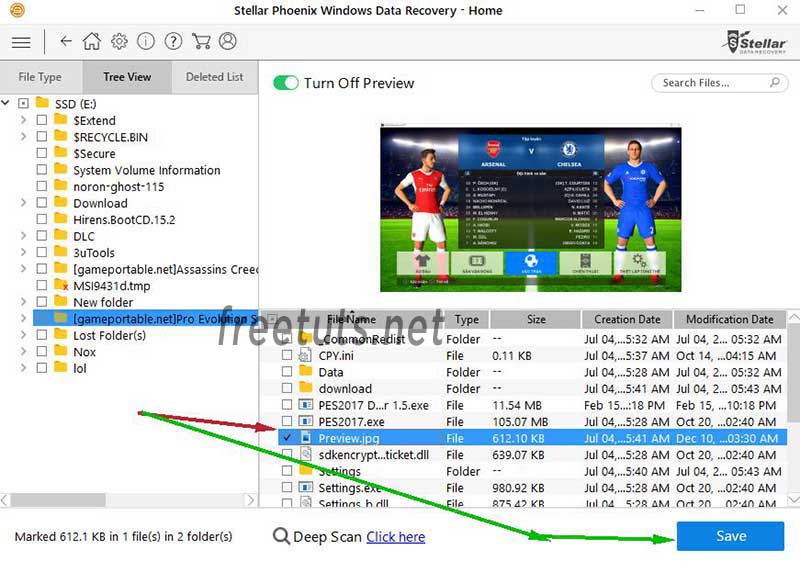 Stellar Phoenix Windows Data Recovery - Home
Stellar
DATA RECOVERY
File Type Tree View Deleted List
Turn Off Preview
Search Files...
SSD (E:)
$Extend
$RECYCLE.BIN
$Secure
System Volume Information
noron-ghost-115
Download
Hirens.BootCD.15.2
DLC
3uTools
[gameportable.net]Assassins Creed
MSI9431d.tmp
New folder
[gameportable.net]Pro Evolution S
Lost Folder(s)
Nox
lol
ARSENAL V CHELSEA
freetuts.net
File Name Type Size Creation Date Modification Date
_CommonRedist Folder -- Jul 04,...5:32 AM Jul 04, 2... 05:32 AM
CPY.ini File 0.11 KB Jul 04,...5:37 AM Oct 14, ...04:15 AM
Data Folder -- Jul 04,...5:32 AM Jul 04, 2... 05:37 AM
download Folder -- Jul 04,...5:41 AM Jul 04, 2... 05:43 AM
PES2017 D...r 1.5.exe File 11.54 MB Feb 15...:18 PM Feb 15, ...10:18 PM
PES2017.exe File 105.07 MB Jul 04,...5:28 AM Oct 20, ...02:40 AM
Preview.jpg File 612.10 KB Jul 04,...5:41 AM Dec 10, ...03:30 AM
sdkencrypt...ticket.dll File 639.07 KB Jul 04,...5:28 AM Oct 20, ...02:40 AM
Settings Folder -- Jul 04,...5:43 AM Jul 04, 2... 05:43 AM
Settings.exe File 980.92 KB Jul 04,...5:28 AM Oct 20, ...02:40 AM
Settings_b.dll File 875.42 KB Jul 04,...5:28 AM Oct 20, ...02:40 AM
Marked 612.1 KB in 1 file(s) in 2 folder(s)
Deep Scan Click here
Save